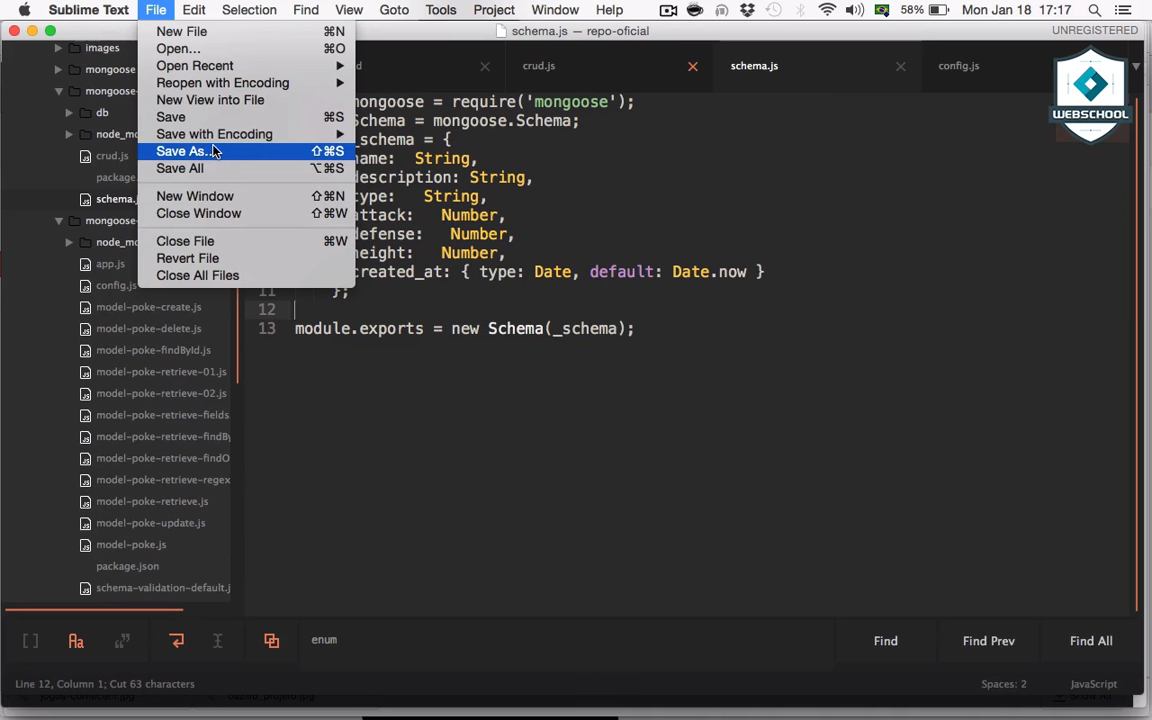 Sublime Text File Edit Selection Find View Goto Tools Project Window Help 58% Mon Jan 18 17:17
schema.js — repo-oficial UNREGISTERED
New File ⌘N
Open... ⌘O
Open Recent
Reopen with Encoding
New View into File
Save ⌘S
Save with Encoding
Save As... ⇧⌘S
Save All ⌥⌘S
New Window ⇧⌘N
Close Window ⇧⌘W
Close File ⌘W
Revert File
Close All Files
images
mongoose
mongoose-
db
node_mo
crud.js
package.
schema.j
mongoose-
node_mo
app.js
config.js
model-poke-create.js
model-poke-delete.js
model-poke-findById.js
model-poke-retrieve-01.js
model-poke-retrieve-02.js
model-poke-retrieve-fields.
model-poke-retrieve-findBy
model-poke-retrieve-findO
model-poke-retrieve-regex
model-poke-retrieve.js
model-poke-update.js
model-poke.js
package.json
schema-validation-default.j
d crud.js schema.js config.js
WEBSCHOOL
mongoose = require('mongoose');
Schema = mongoose.Schema;
_schema = {
name: String,
description: String,
type: String,
attack: Number,
defense: Number,
height: Number,
created_at: { type: Date, default: Date.now }
11 };
12
13 module.exports = new Schema(_schema);
Aa enum Find Find Prev Find All
Line 12, Column 1; Cut 63 characters Spaces: 2 JavaScript